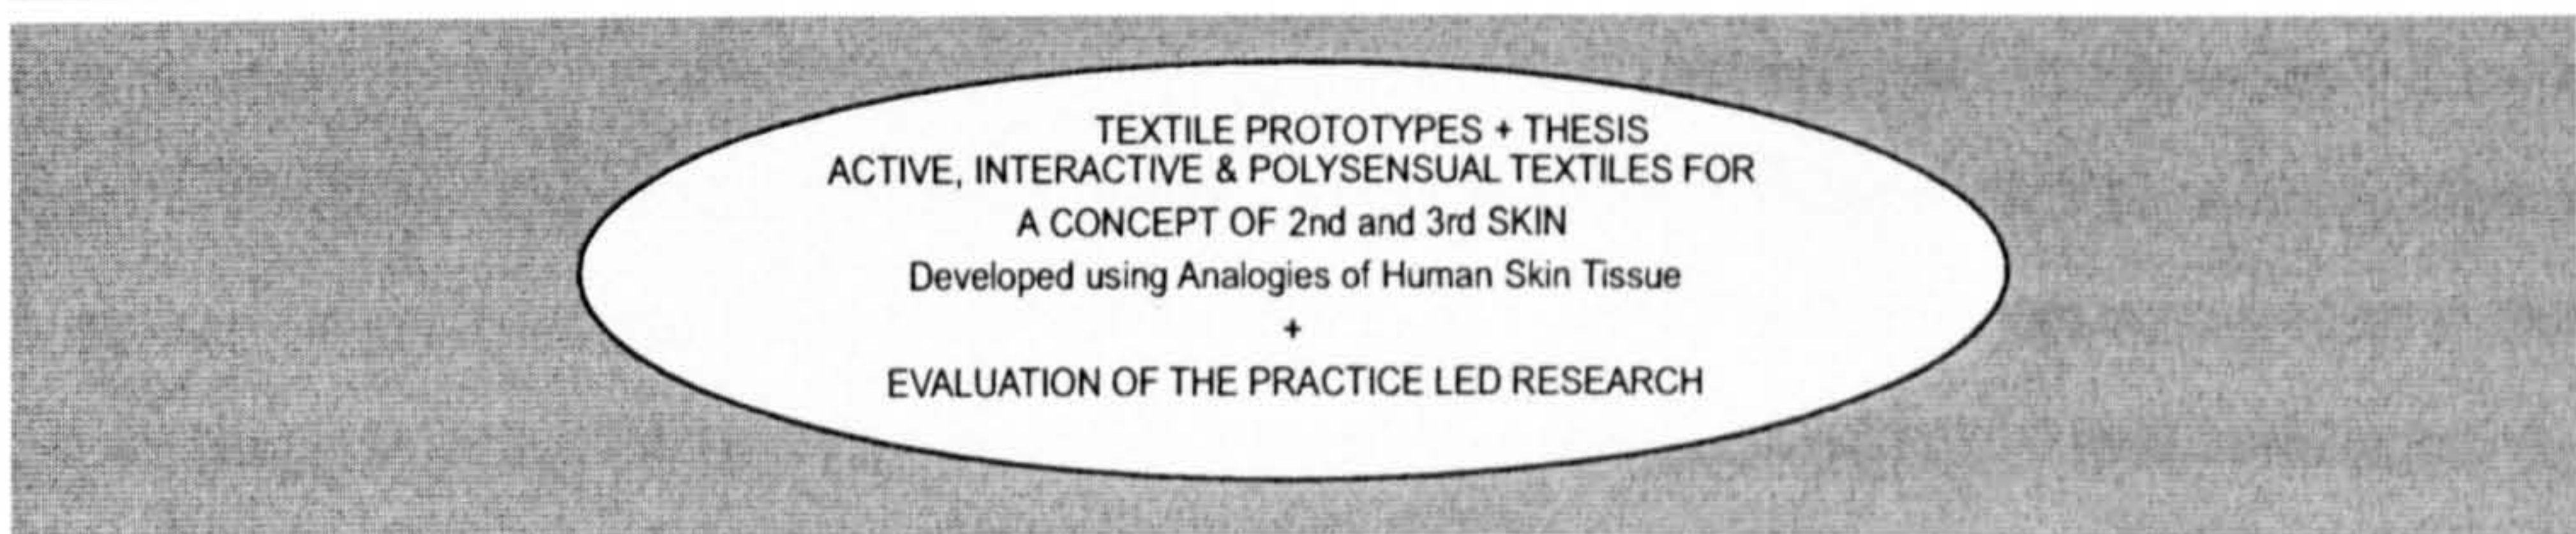 TEXTILE PROTOTYPES + THESIS
ACTIVE, INTERACTIVE & POLYSENSUAL TEXTILES FOR
A CONCEPT OF 2nd and 3rd SKIN
Developed using Analogies of Human Skin Tissue
+
EVALUATION OF THE PRACTICE LED RESEARCH